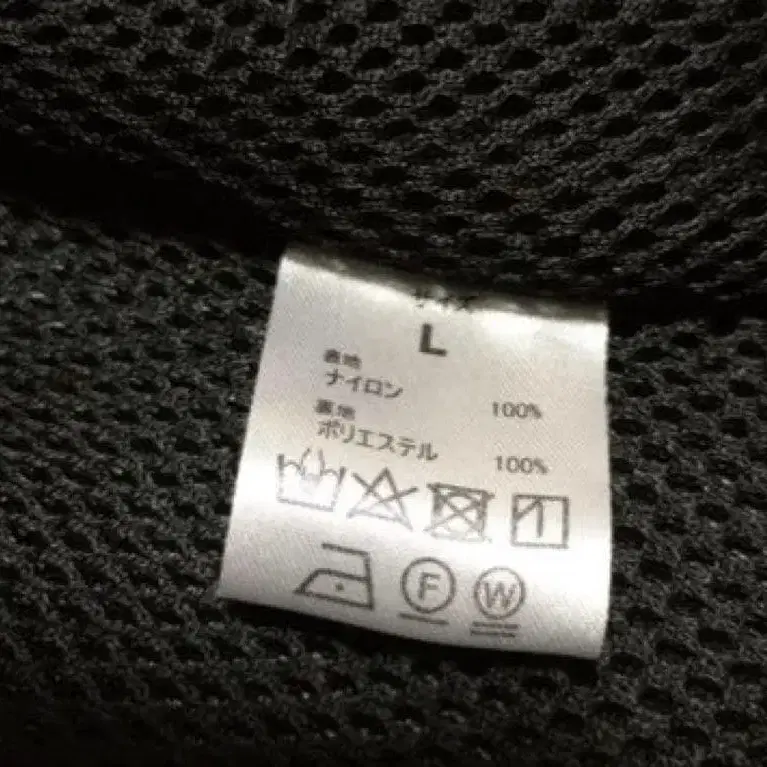 サイズ
L
表地
ナイロン 100%
裏地
ポリエステル 100%
F W